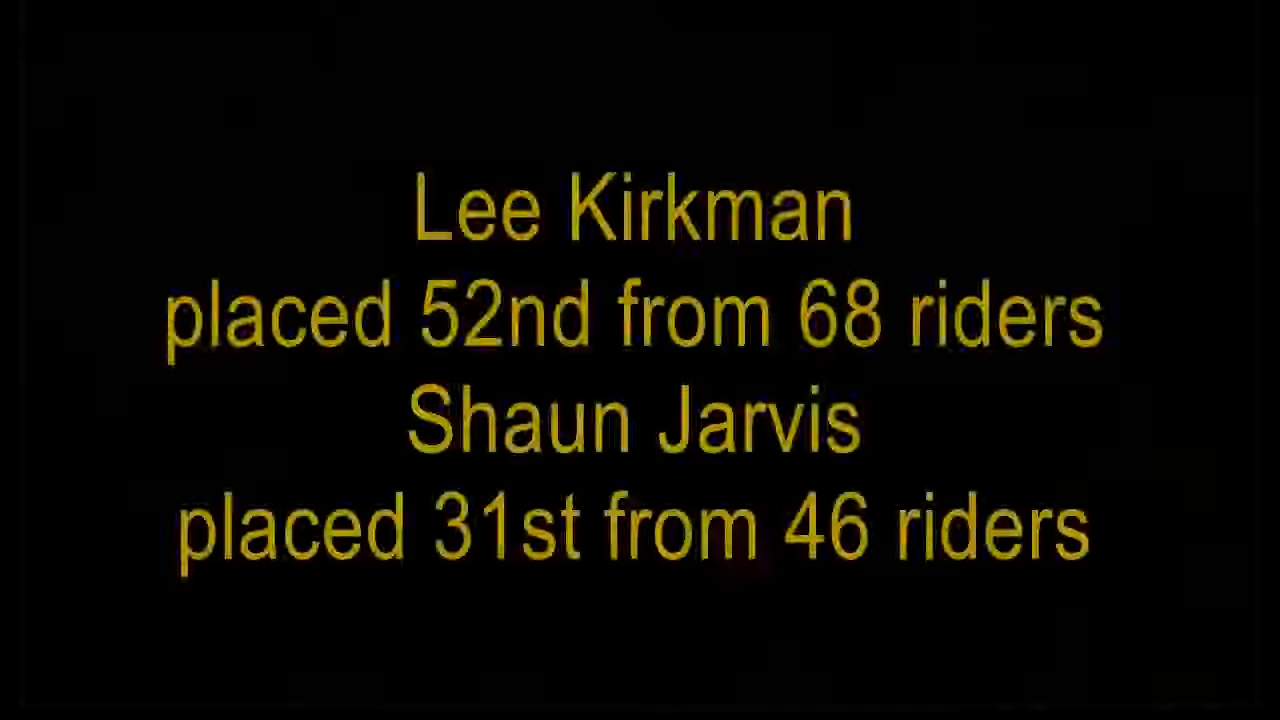 Lee Kirkman
placed 52nd from 68 riders
Shaun Jarvis
placed 31st from 46 riders